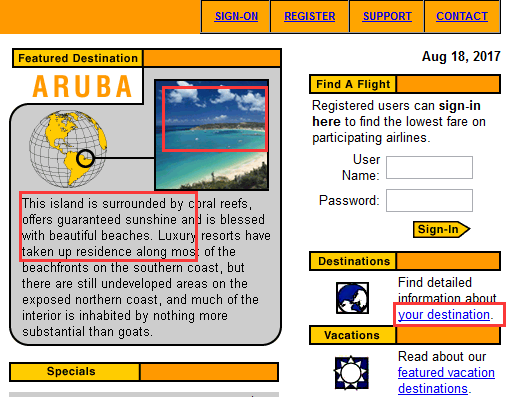 SIGN-ON REGISTER SUPPORT CONTACT
Aug 18, 2017
Featured Destination
ARUBA
This island is surrounded by coral reefs,
offers guaranteed sunshine and is blessed
with beautiful beaches. Luxury resorts have
taken up residence along most of the
beachfronts on the southern coast, but
there are still undeveloped areas on the
exposed northern coast, and much of the
interior is inhabited by nothing more
substantial than goats.
Specials
Find A Flight
Registered users can sign-in
here to find the lowest fare on
participating airlines.
User
Name:
Password:
Sign-In
Destinations
Find detailed
information about
your destination.
Vacations
Read about our
featured vacation
destinations.